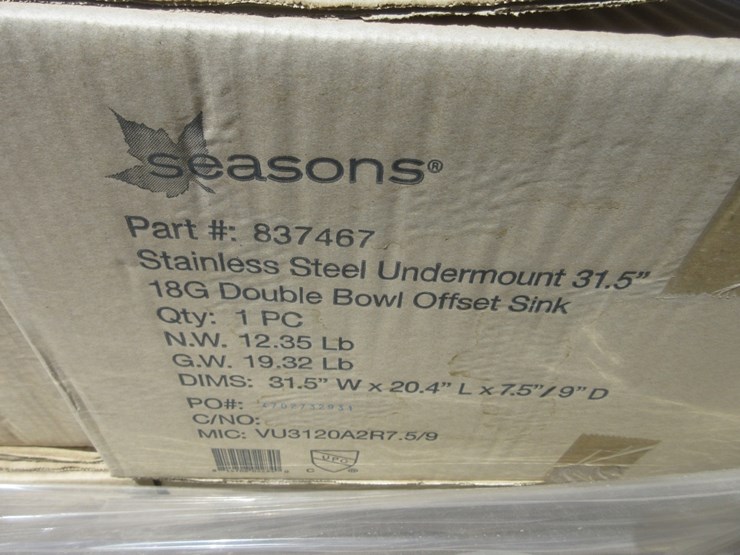 seasons®
Part #: 837467
Stainless Steel Undermount 31.5"
18G Double Bowl Offset Sink
Qty: 1 PC
N.W. 12.35 Lb
G.W. 19.32 Lb
DIMS: 31.5" W x 20.4" L x 7.5"/9"D
PO#:
C/NO:
MIC: VU3120A2R7.5/9
UPC
C ®